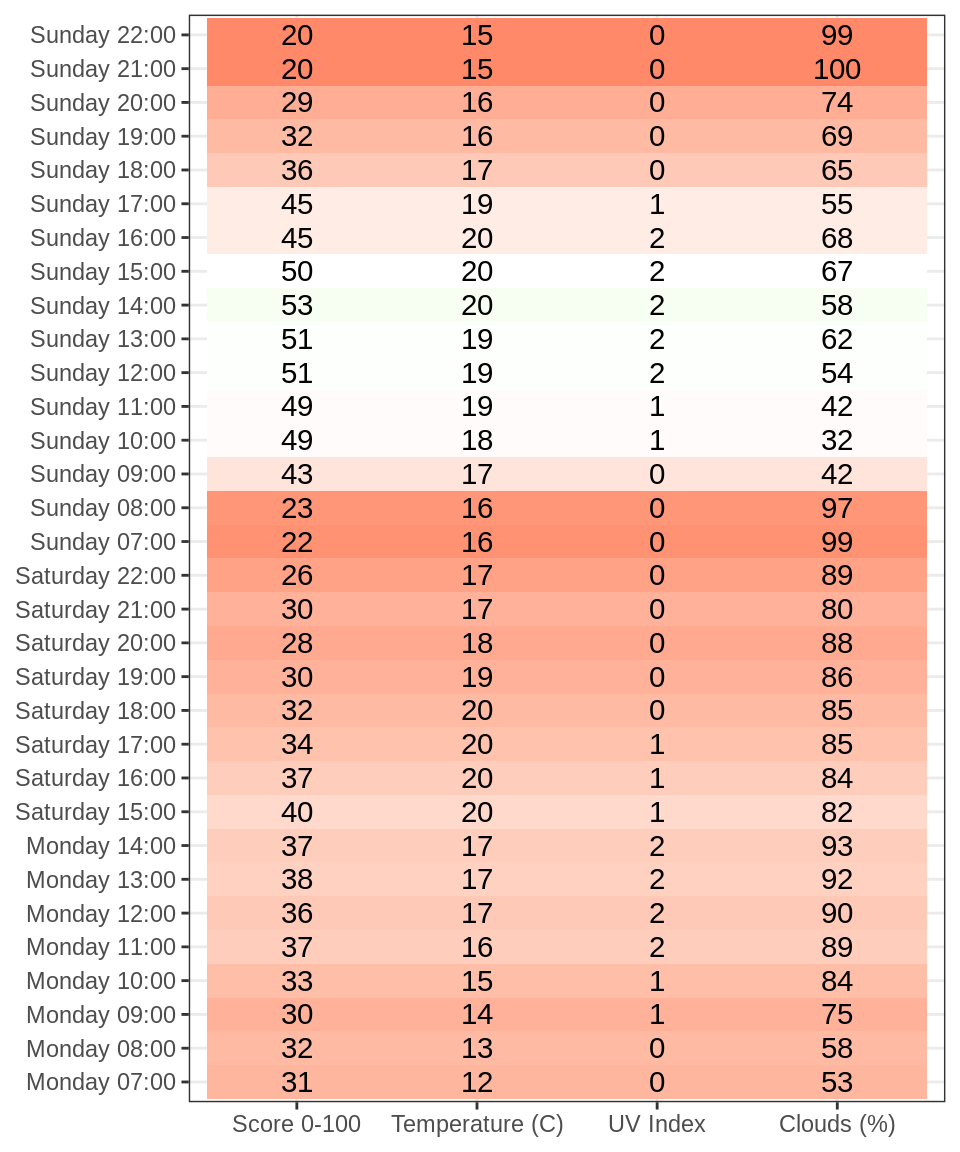 Sunday 22:00 20 15 0 99
Sunday 21:00 20 15 0 100
Sunday 20:00 29 16 0 74
Sunday 19:00 32 16 0 69
Sunday 18:00 36 17 0 65
Sunday 17:00 45 19 1 55
Sunday 16:00 45 20 2 68
Sunday 15:00 50 20 2 67
Sunday 14:00 53 20 2 58
Sunday 13:00 51 19 2 62
Sunday 12:00 51 19 2 54
Sunday 11:00 49 19 1 42
Sunday 10:00 49 18 1 32
Sunday 09:00 43 17 0 42
Sunday 08:00 23 16 0 97
Sunday 07:00 22 16 0 99
Saturday 22:00 26 17 0 89
Saturday 21:00 30 17 0 80
Saturday 20:00 28 18 0 88
Saturday 19:00 30 19 0 86
Saturday 18:00 32 20 0 85
Saturday 17:00 34 20 1 85
Saturday 16:00 37 20 1 84
Saturday 15:00 40 20 1 82
Monday 14:00 37 17 2 93
Monday 13:00 38 17 2 92
Monday 12:00 36 17 2 90
Monday 11:00 37 16 2 89
Monday 10:00 33 15 1 84
Monday 09:00 30 14 1 75
Monday 08:00 32 13 0 58
Monday 07:00 31 12 0 53
Score 0-100 Temperature (C) UV Index Clouds (%)